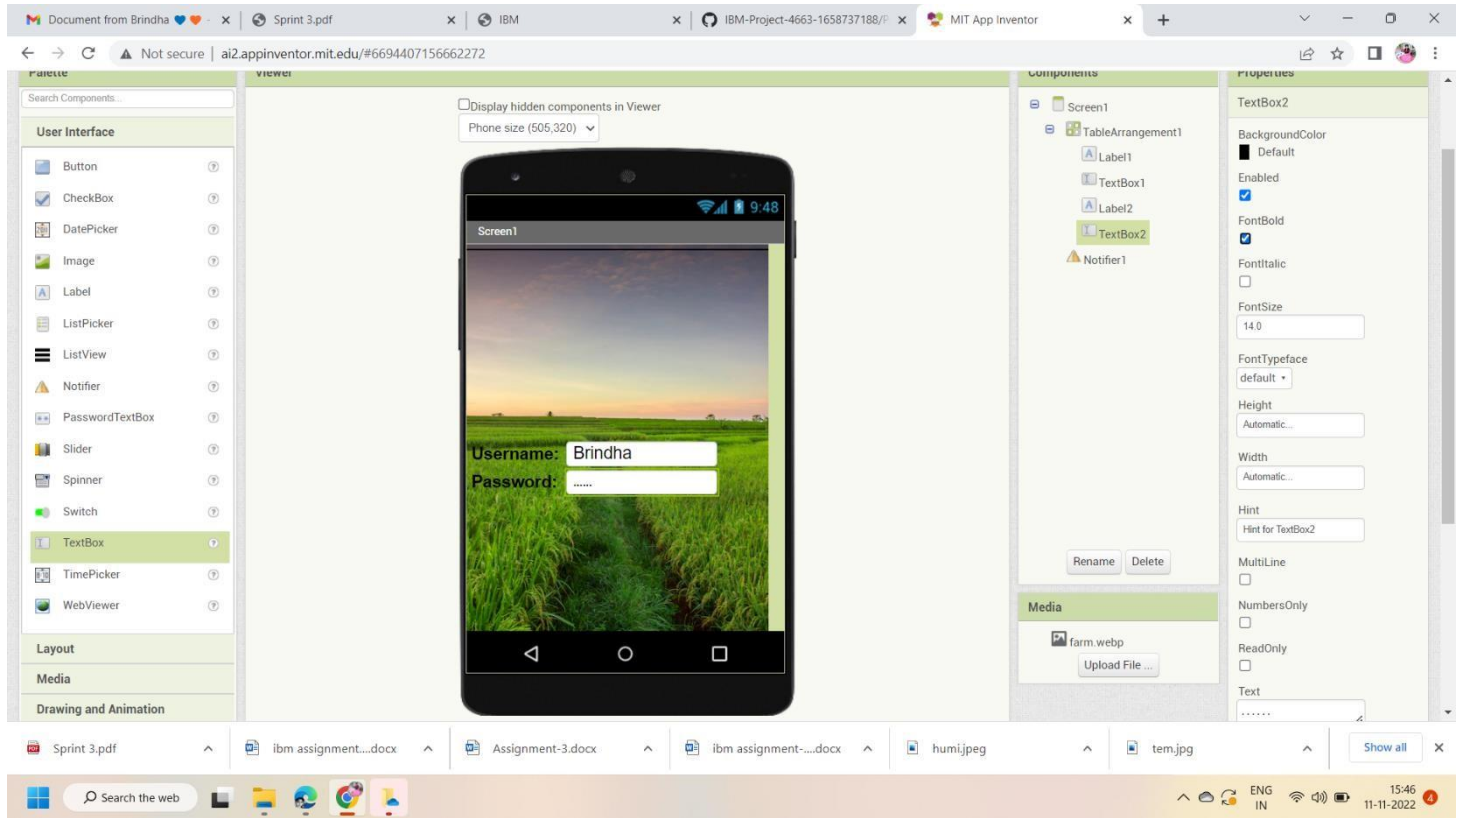 Document from Brindha
Sprint 3.pdf
IBM
IBM-Project-4663-1658737188/P
MIT App Inventor
Not secure | ai2.appinventor.mit.edu/#6694407156662272
Palette
Viewer
Components
Properties
Search Components...
User Interface
Button
CheckBox
DatePicker
Image
Label
ListPicker
ListView
Notifier
PasswordTextBox
Slider
Spinner
Switch
TextBox
TimePicker
WebViewer
Layout
Media
Drawing and Animation
Display hidden components in Viewer
Phone size (505,320)
9:48
Screen1
Username: Brindha
Password: ......
Screen1
TableArrangement1
Label1
TextBox1
Label2
TextBox2
Notifier1
Rename Delete
Media
farm.webp
Upload File ...
TextBox2
BackgroundColor
Default
Enabled
FontBold
FontItalic
FontSize
14.0
FontTypeface
default
Height
Automatic...
Width
Automatic...
Hint
Hint for TextBox2
MultiLine
NumbersOnly
ReadOnly
Text
......
Sprint 3.pdf
ibm assignment....docx
Assignment-3.docx
ibm assignment-....docx
humi.jpeg
tem.jpg
Show all
Search the web
ENG
IN
15:46
11-11-2022
4